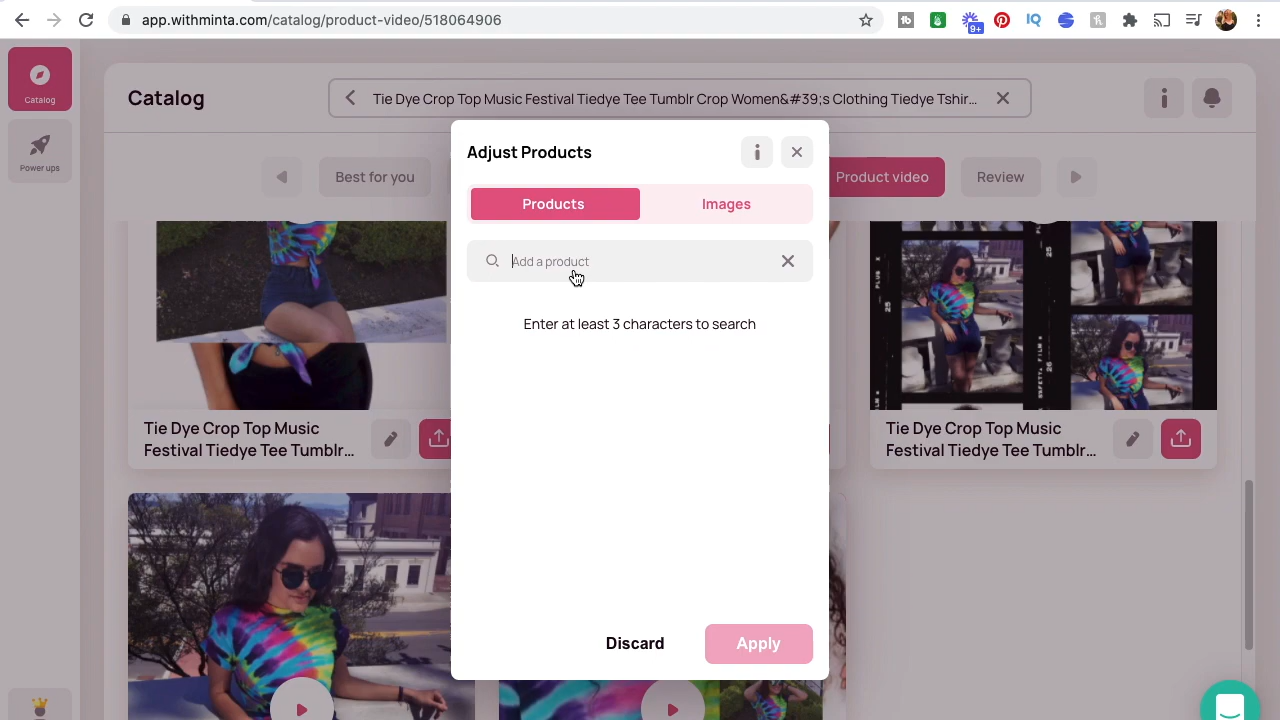 app.withminta.com/catalog/product-video/518064906
9+
Catalog
Power ups
Catalog
Tie Dye Crop Top Music Festival Tiedye Tee Tumblr Crop Women&#39;s Clothing Tiedye Tshir...
Best for you
Product video
Review
Adjust Products
Products
Images
Add a product
Enter at least 3 characters to search
Discard
Apply
Tie Dye Crop Top Music
Festival Tiedye Tee Tumblr...
Tie Dye Crop Top Music
Festival Tiedye Tee Tumblr...